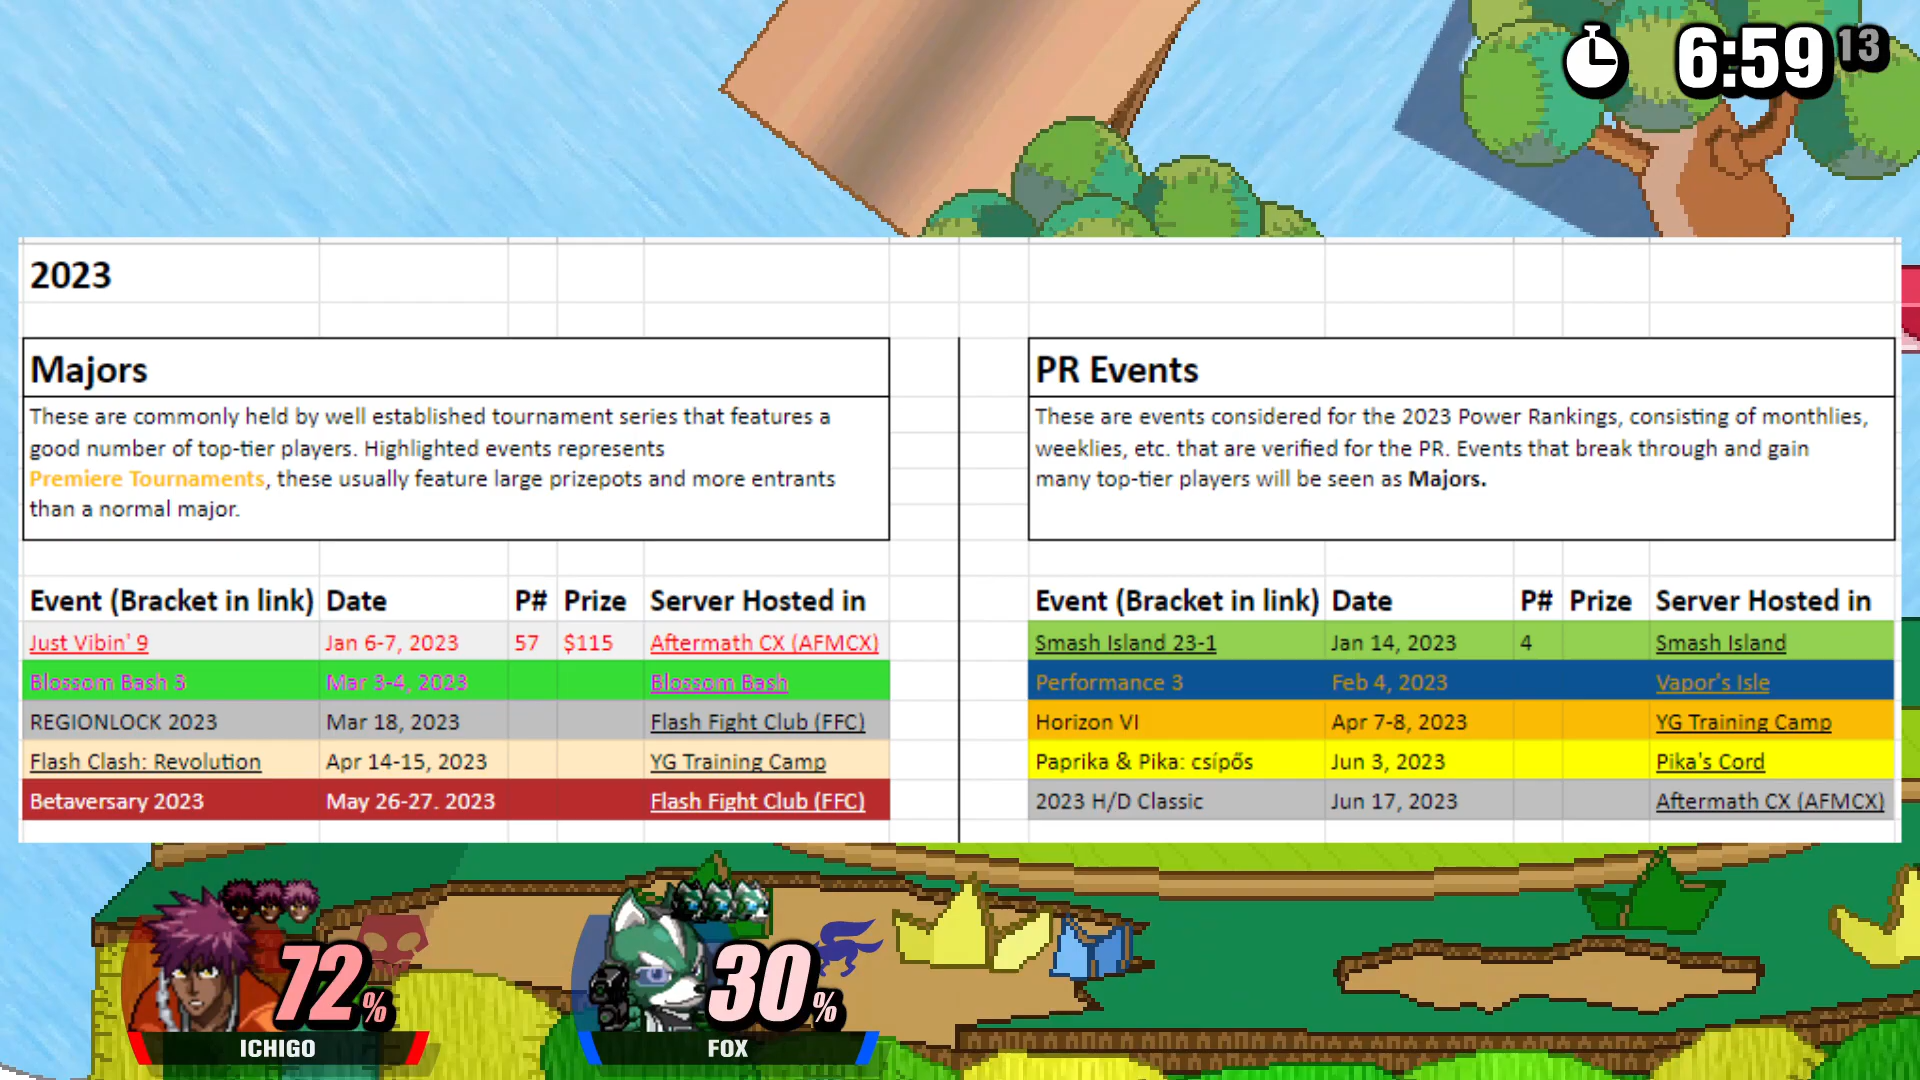 6:59 13
2023
Majors
These are commonly held by well established tournament series that features a
good number of top-tier players. Highlighted events represents
Premiere Tournaments, these usually feature large prizepots and more entrants
than a normal major.
Event (Bracket in link) Date P# Prize Server Hosted in
Just Vibin' 9 Jan 6-7, 2023 57 $115 Aftermath CX (AFMCX)
Blossom Bash 3 Mar 3-4, 2023 Blossom Bash
REGIONLOCK 2023 Mar 18, 2023 Flash Fight Club (FFC)
Flash Clash: Revolution Apr 14-15, 2023 YG Training Camp
Betaversary 2023 May 26-27. 2023 Flash Fight Club (FFC)
PR Events
These are events considered for the 2023 Power Rankings, consisting of monthlies,
weeklies, etc. that are verified for the PR. Events that break through and gain
many top-tier players will be seen as Majors.
Event (Bracket in link) Date P# Prize Server Hosted in
Smash Island 23-1 Jan 14, 2023 4 Smash Island
Performance 3 Feb 4, 2023 Vapor's Isle
Horizon VI Apr 7-8, 2023 YG Training Camp
Paprika & Pika: csípős Jun 3, 2023 Pika's Cord
2023 H/D Classic Jun 17, 2023 Aftermath CX (AFMCX)
72%
ICHIGO
30%
FOX